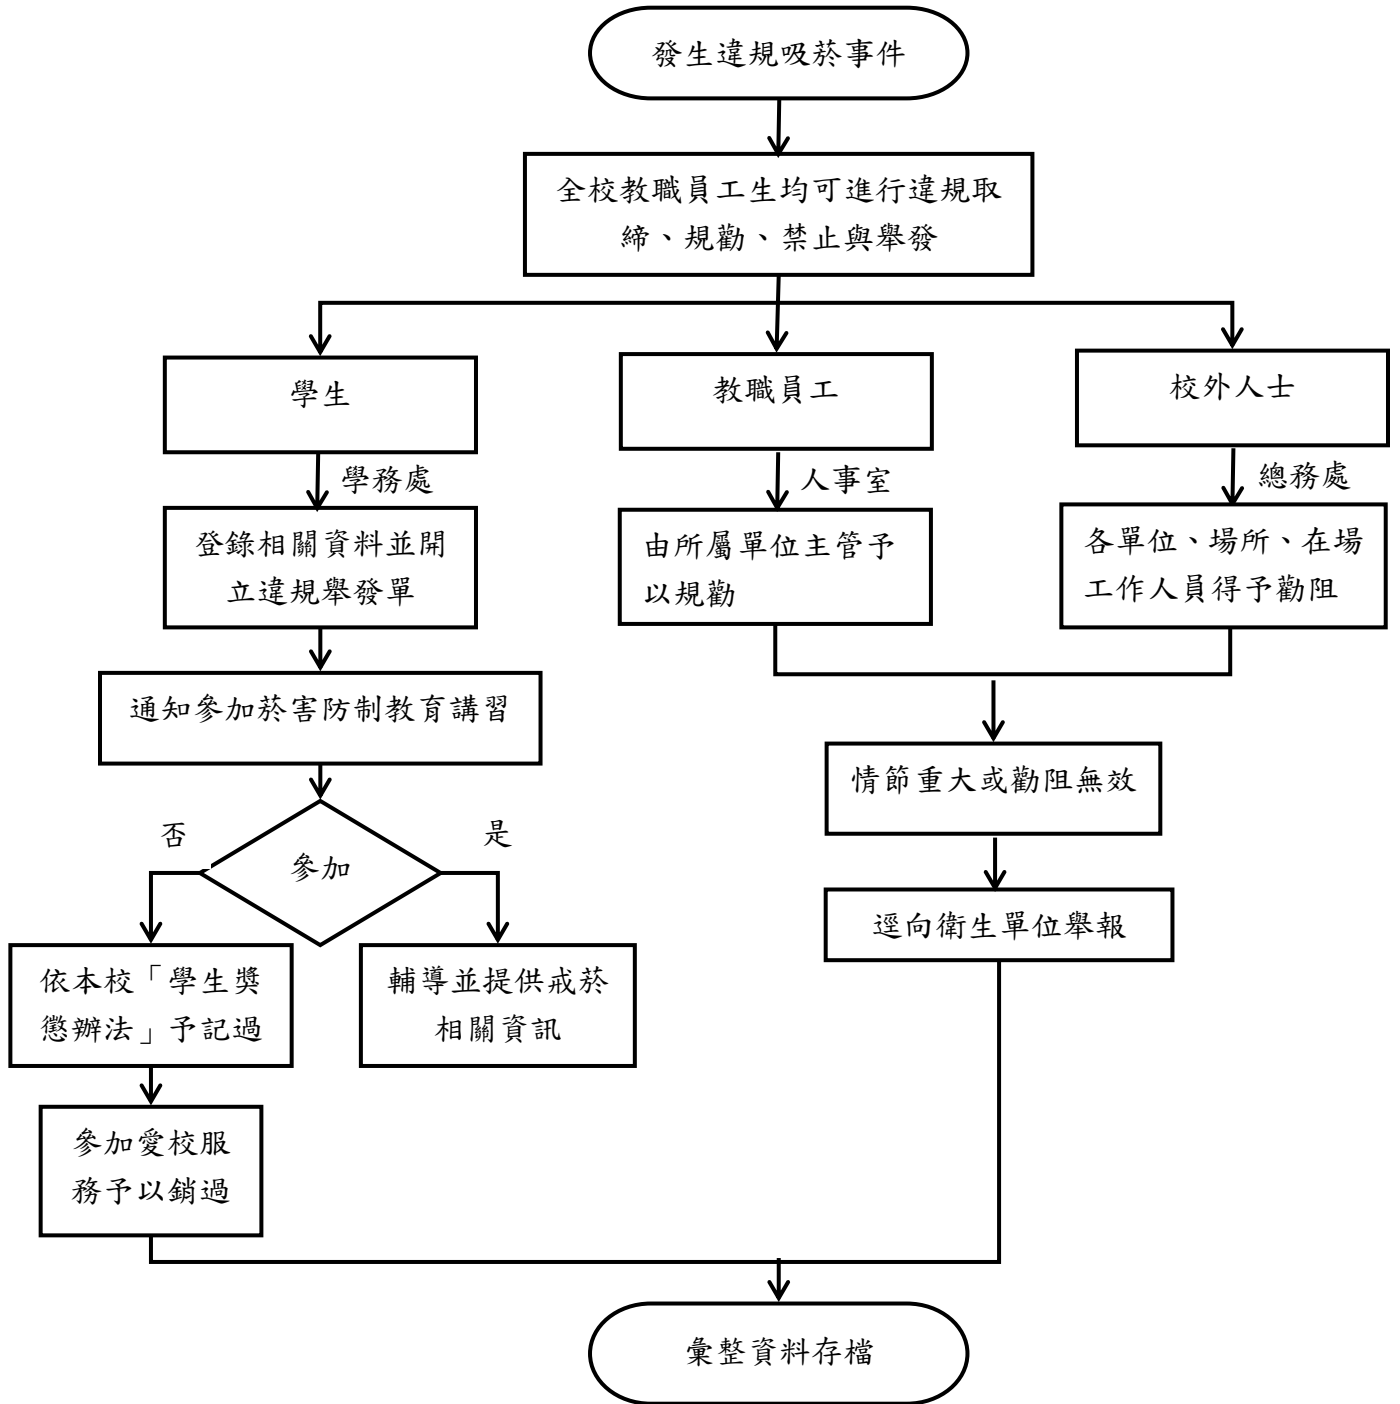 發生違規吸菸事件
全校教職員工生均可進行違規取
締、規勸、禁止與舉發
學生
教職員工
校外人士
學務處
人事室
總務處
登錄相關資料並開
立違規舉發單
由所屬單位主管予
以規勸
各單位、場所、在場
工作人員得予勸阻
通知參加菸害防制教育講習
情節重大或勸阻無效
否
參加
是
逕向衛生單位舉報
依本校「學生獎
懲辦法」予記過
輔導並提供戒菸
相關資訊
參加愛校服
務予以銷過
彙整資料存檔